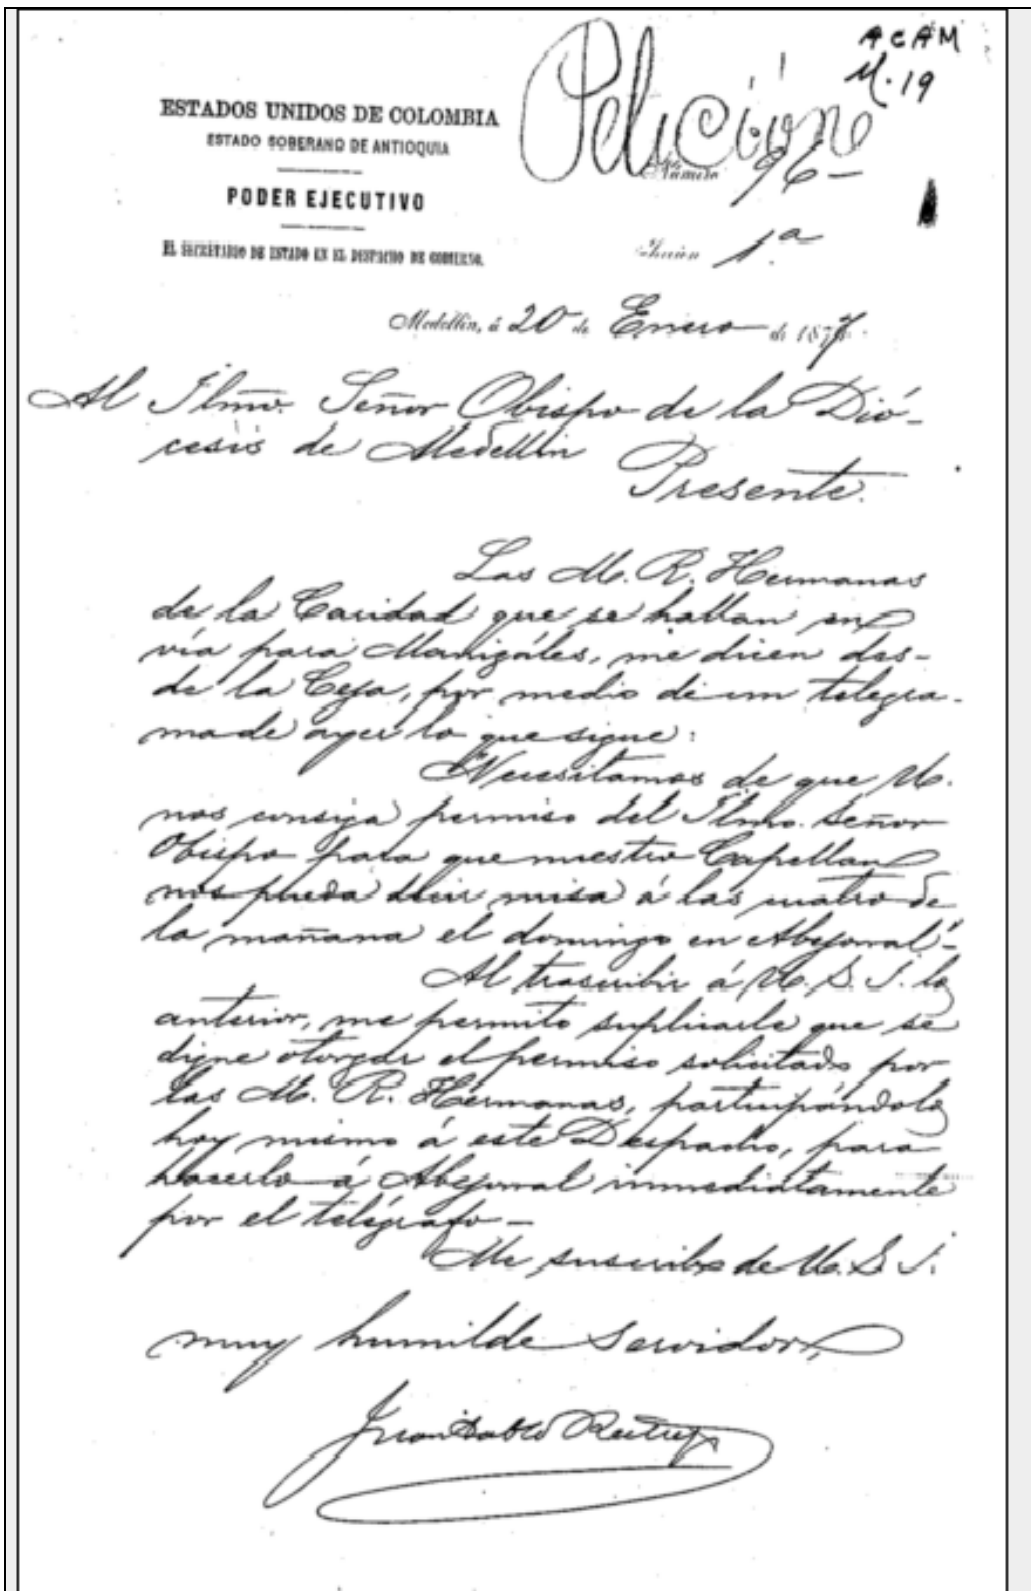 ACAM
M. 19
Peticione
ESTADOS UNIDOS DE COLOMBIA
ESTADO SOBERANO DE ANTIOQUIA
PODER EJECUTIVO
EL SECRETARIO DE ESTADO EN EL DESPACHO DE GOBIERNO.
Número 96-
Sección 1.ª
Medellín, á 20 de Enero de 1877.
Al Ilmo. Señor Obispo de la Dió-
cesis de Medellín
Presente.
Las M. R. Hermanas
de la Caridad que se hallan en
vía para Manizáles, me dicen des-
de la Ceja, por medio de un telegra-
ma de ayer lo que sigue:
"Necesitamos de que U.
nos consiga permiso del Ilmo. Señor
Obispo para que nuestro Capellan
nos pueda decir misa á las cuatro de
la mañana el domingo en Abejorral"-
Al trascribir á U. S. I. lo
anterior, me permito suplicarle que se
digne otorgar el permiso solicitado por
las M. R. Hermanas, participándolo
hoy mismo á este Despacho, para
hacerlo á Abejorral inmediatamente
por el telégrafo-
Me suscribo de U. S. I.
muy humilde servidor,
Juan Pablo